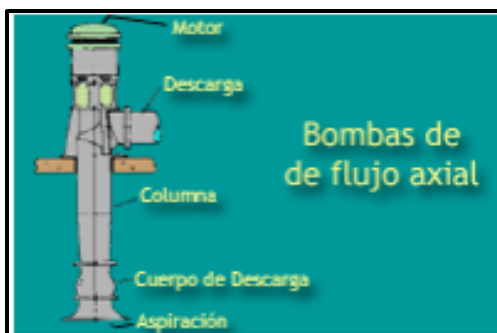 Motor
Descarga
Bombas de
de flujo axial
Columna
Cuerpo de Descarga
Aspiración